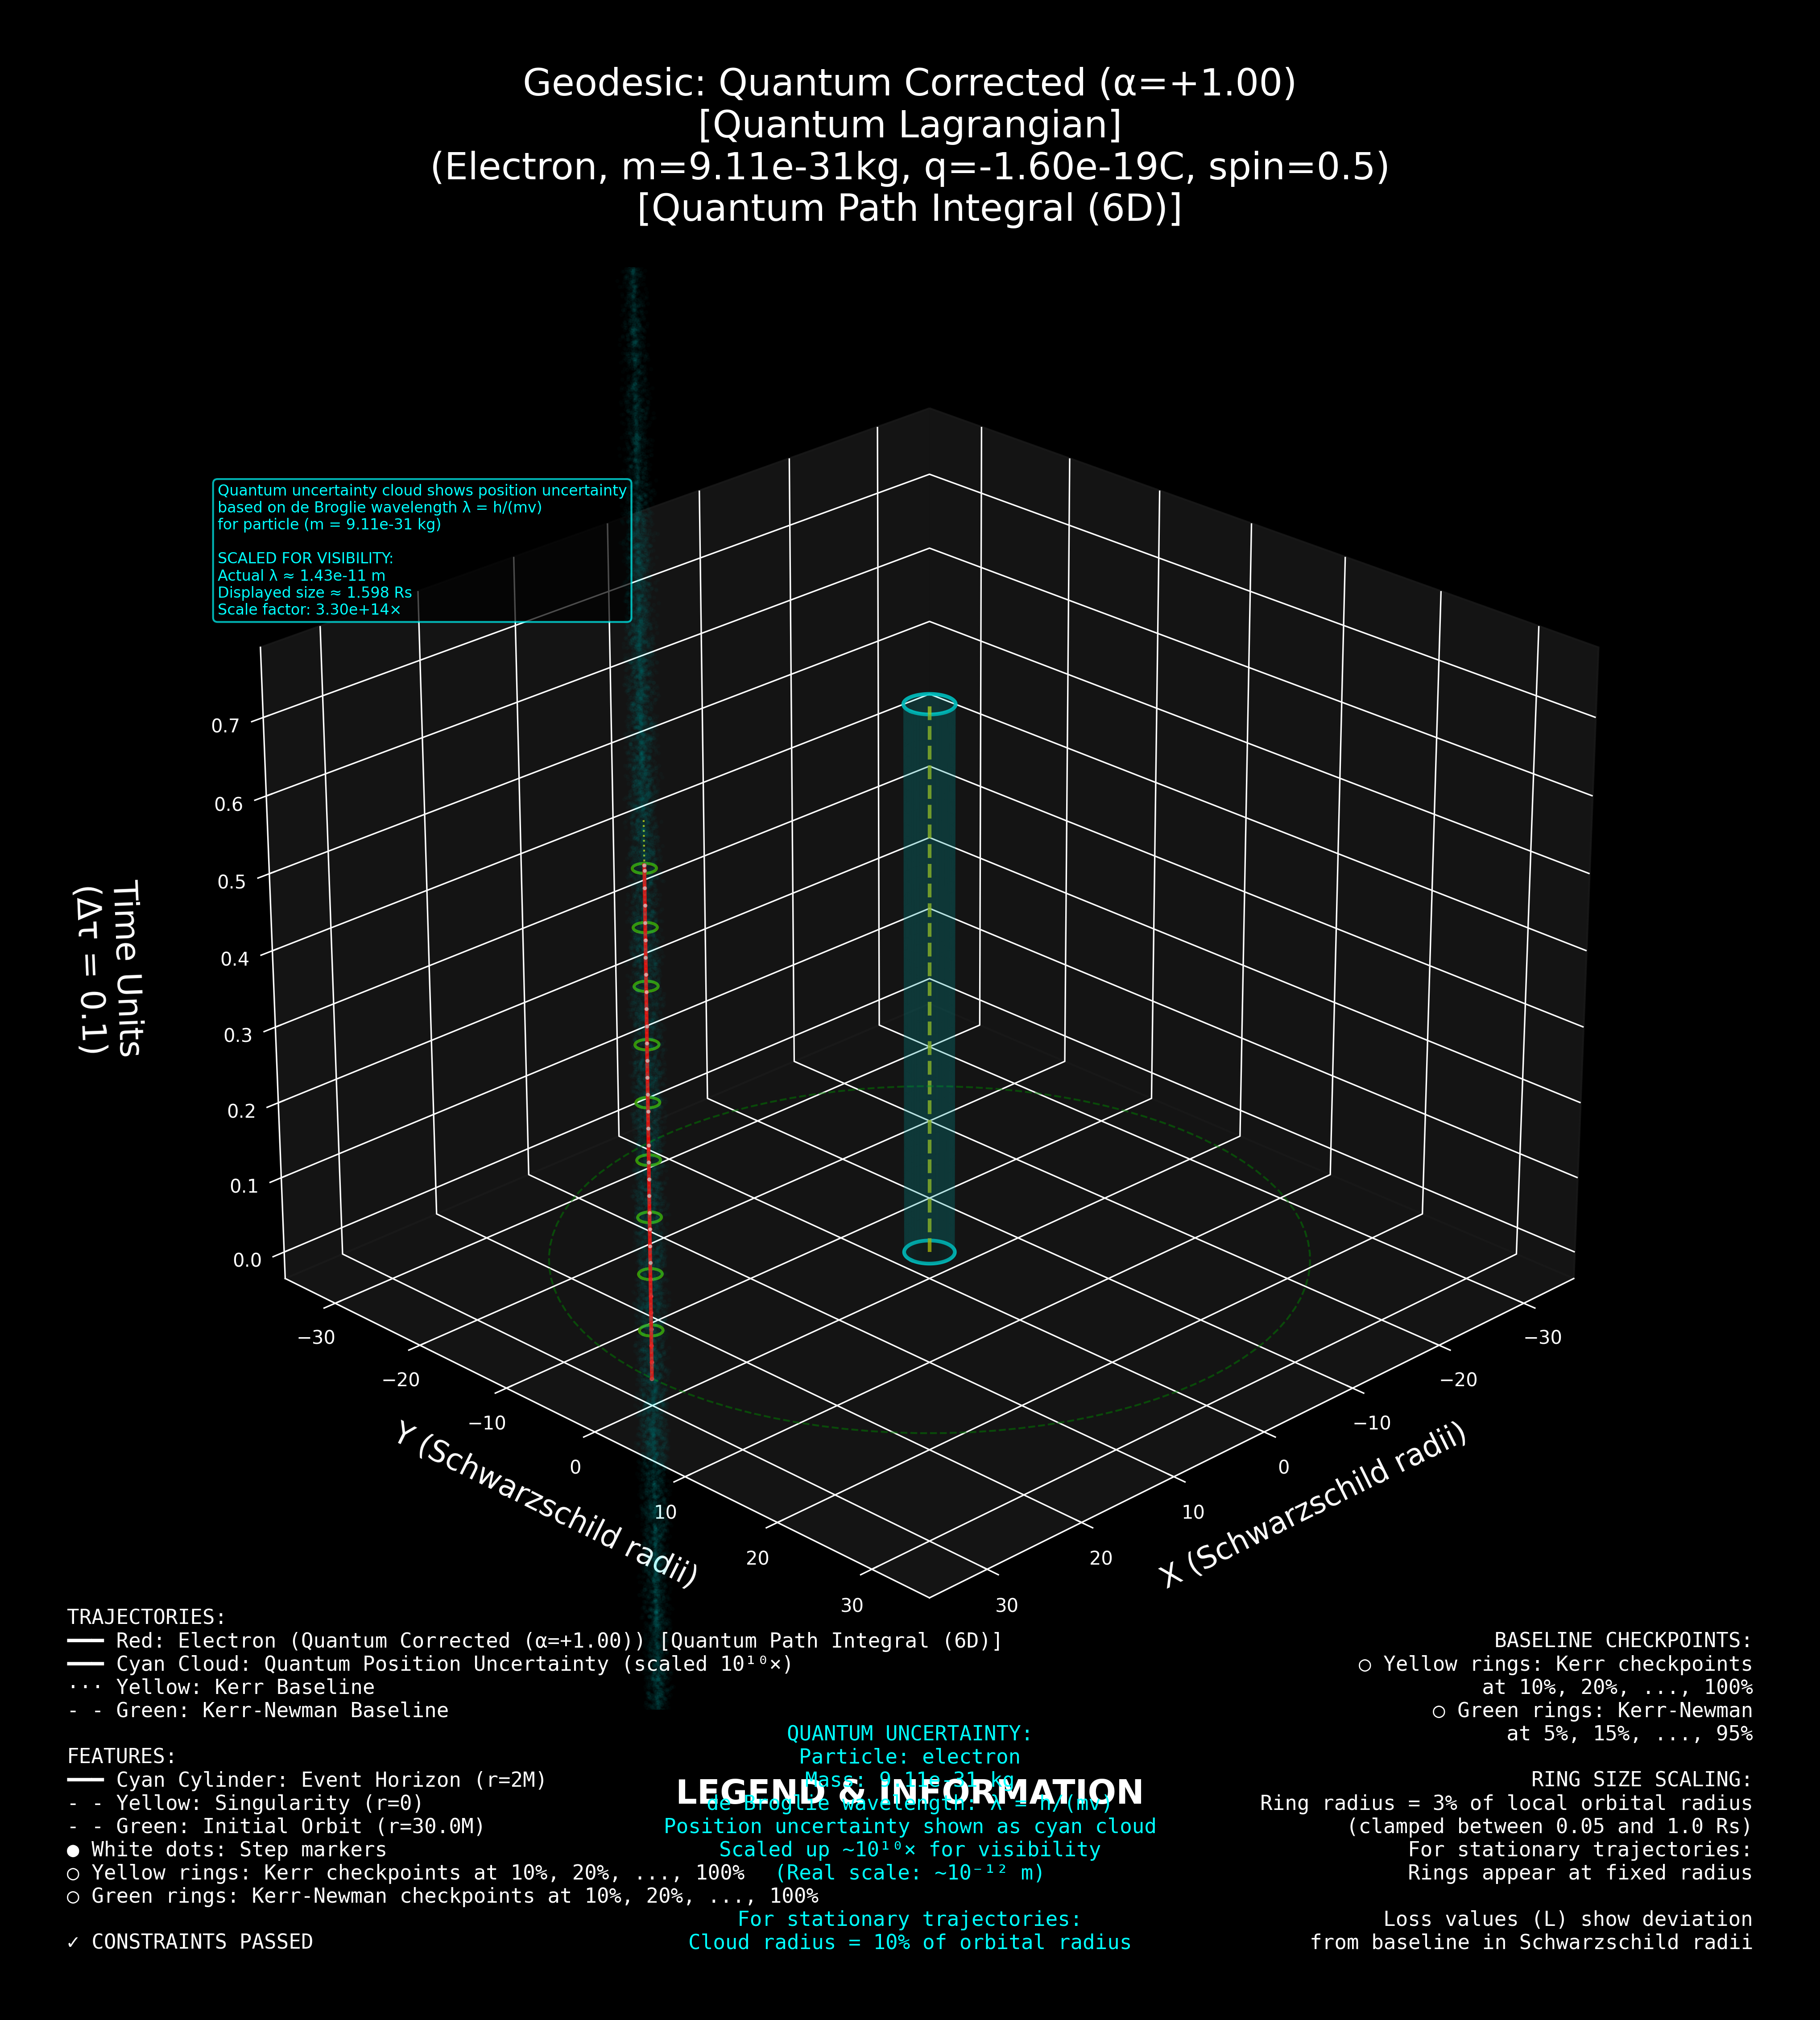 Geodesic: Quantum Corrected (α=+1.00)
[Quantum Lagrangian]
(Electron, m=9.11e-31kg, q=-1.60e-19C, spin=0.5)
[Quantum Path Integral (6D)]
Quantum uncertainty cloud shows position uncertainty
based on de Broglie wavelength λ = h/(mv)
for particle (m = 9.11e-31 kg)
SCALED FOR VISIBILITY:
Actual λ ≈ 1.43e-11 m
Displayed size ≈ 1.598 Rs
Scale factor: 3.30e+14×
0.7
0.6
0.5
0.4
0.3
0.2
0.1
0.0
Time Units
(Δτ = 0.1)
−30
−20
−10
0
10
20
30
Y (Schwarzschild radii)
−30
−20
−10
0
10
20
30
X (Schwarzschild radii)
TRAJECTORIES:
Red: Electron (Quantum Corrected (α=+1.00)) [Quantum Path Integral (6D)]
Cyan Cloud: Quantum Position Uncertainty (scaled 10¹⁰×)
··· Yellow: Kerr Baseline
- - Green: Kerr-Newman Baseline
FEATURES:
Cyan Cylinder: Event Horizon (r=2M)
- - Yellow: Singularity (r=0)
- - Green: Initial Orbit (r=30.0M)
● White dots: Step markers
○ Yellow rings: Kerr checkpoints at 10%, 20%, ..., 100%
○ Green rings: Kerr-Newman checkpoints at 10%, 20%, ..., 100%
✓ CONSTRAINTS PASSED
QUANTUM UNCERTAINTY:
Particle: electron
Mass: 9.11e-31 kg
LEGEND & INFORMATION
de Broglie wavelength: λ = h/(mv)
Position uncertainty shown as cyan cloud
Scaled up ~10¹⁰× for visibility
(Real scale: ~10⁻¹² m)
For stationary trajectories:
Cloud radius = 10% of orbital radius
BASELINE CHECKPOINTS:
○ Yellow rings: Kerr checkpoints
at 10%, 20%, ..., 100%
○ Green rings: Kerr-Newman
at 5%, 15%, ..., 95%
RING SIZE SCALING:
Ring radius = 3% of local orbital radius
(clamped between 0.05 and 1.0 Rs)
For stationary trajectories:
Rings appear at fixed radius
Loss values (L) show deviation
from baseline in Schwarzschild radii